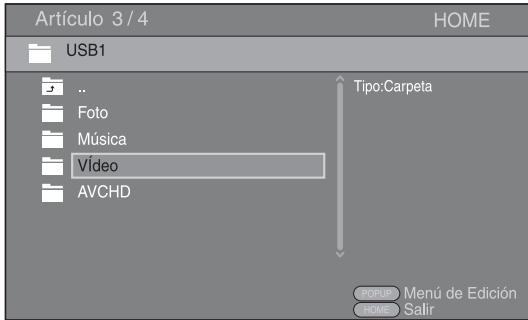 Artículo 3/4 HOME
USB1
..
Foto
Música
VÍdeo
AVCHD
Tipo:Carpeta
POPUP Menú de Edición
HOME Salir